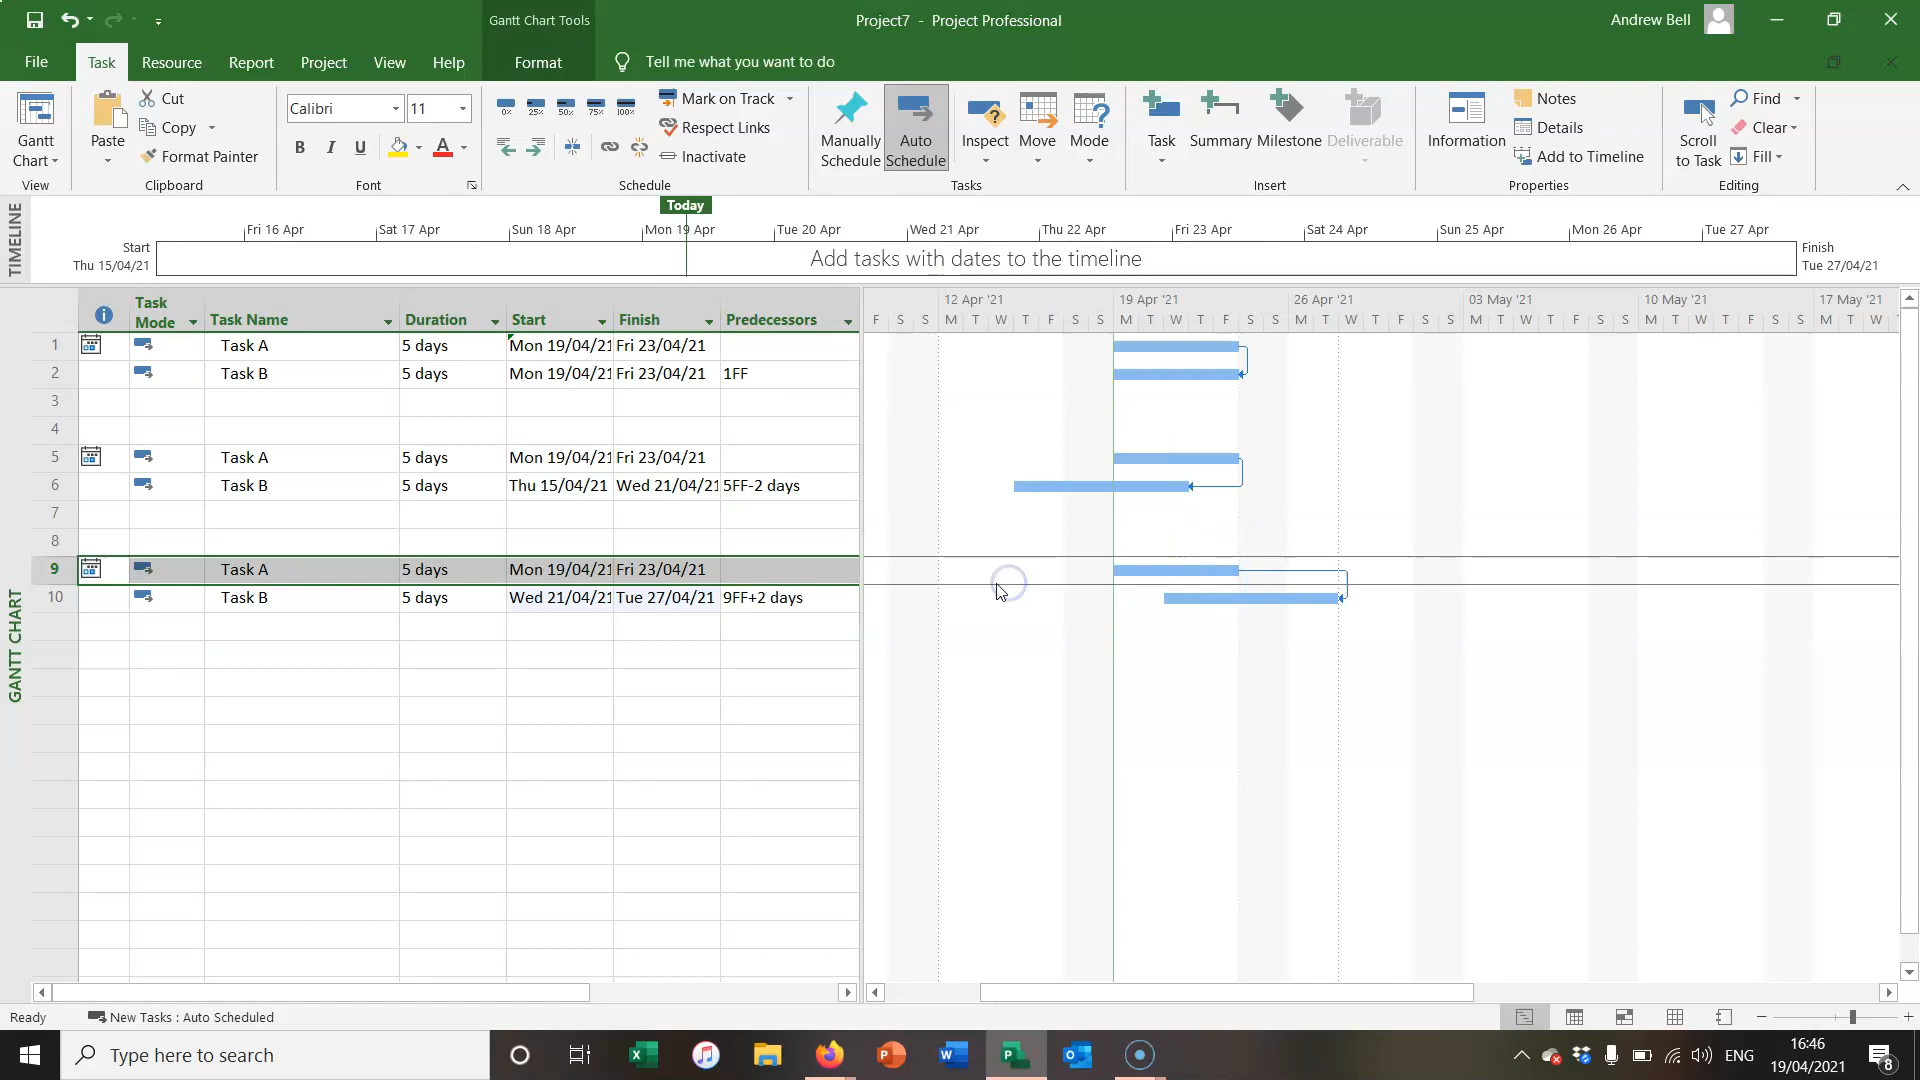 Gantt Chart Tools
Project7 - Project Professional
Andrew Bell
File
Task
Resource
Report
Project
View
Help
Format
Tell me what you want to do
Gantt
Chart
View
Paste
Cut
Copy
Format Painter
Clipboard
Calibri
11
B I U
A
Font
0% 25% 50% 75% 100%
Mark on Track
Respect Links
Inactivate
Schedule
Manually
Schedule
Auto
Schedule
Inspect
Move
Mode
Tasks
Task
Summary
Milestone
Deliverable
Insert
Information
Notes
Details
Add to Timeline
Properties
Scroll
to Task
Find
Clear
Fill
Editing
TIMELINE
Today
Start
Thu 15/04/21
Fri 16 Apr
Sat 17 Apr
Sun 18 Apr
Mon 19 Apr
Tue 20 Apr
Wed 21 Apr
Thu 22 Apr
Fri 23 Apr
Sat 24 Apr
Sun 25 Apr
Mon 26 Apr
Tue 27 Apr
Add tasks with dates to the timeline
Finish
Tue 27/04/21
GANTT CHART
Task
Mode
Task Name
Duration
Start
Finish
Predecessors
12 Apr '21
19 Apr '21
26 Apr '21
03 May '21
10 May '21
17 May '21
F S S M T W T F S S M T W T F S S M T W T F S S M T W T F S S M T W T F S S M T W
1 Task A 5 days Mon 19/04/21 Fri 23/04/21
2 Task B 5 days Mon 19/04/21 Fri 23/04/21 1FF
3
4
5 Task A 5 days Mon 19/04/21 Fri 23/04/21
6 Task B 5 days Thu 15/04/21 Wed 21/04/21 5FF-2 days
7
8
9 Task A 5 days Mon 19/04/21 Fri 23/04/21
10 Task B 5 days Wed 21/04/21 Tue 27/04/21 9FF+2 days
Ready
New Tasks : Auto Scheduled
Type here to search
ENG
16:46
19/04/2021
8